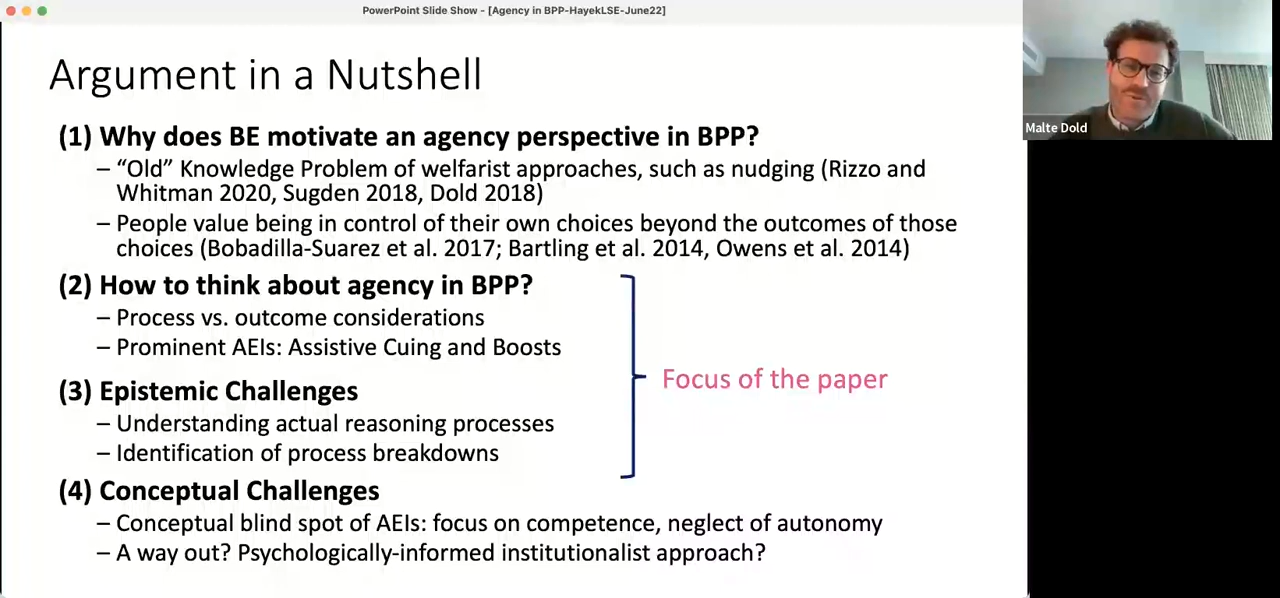 PowerPoint Slide Show - [Agency in BPP-HayekLSE-June22]
Argument in a Nutshell
(1) Why does BE motivate an agency perspective in BPP?
– “Old” Knowledge Problem of welfarist approaches, such as nudging (Rizzo and
Whitman 2020, Sugden 2018, Dold 2018)
– People value being in control of their own choices beyond the outcomes of those
choices (Bobadilla-Suarez et al. 2017; Bartling et al. 2014, Owens et al. 2014)
(2) How to think about agency in BPP?
– Process vs. outcome considerations
– Prominent AEIs: Assistive Cuing and Boosts
(3) Epistemic Challenges
– Understanding actual reasoning processes
– Identification of process breakdowns
Focus of the paper
(4) Conceptual Challenges
– Conceptual blind spot of AEIs: focus on competence, neglect of autonomy
– A way out? Psychologically-informed institutionalist approach?
Malte Dold